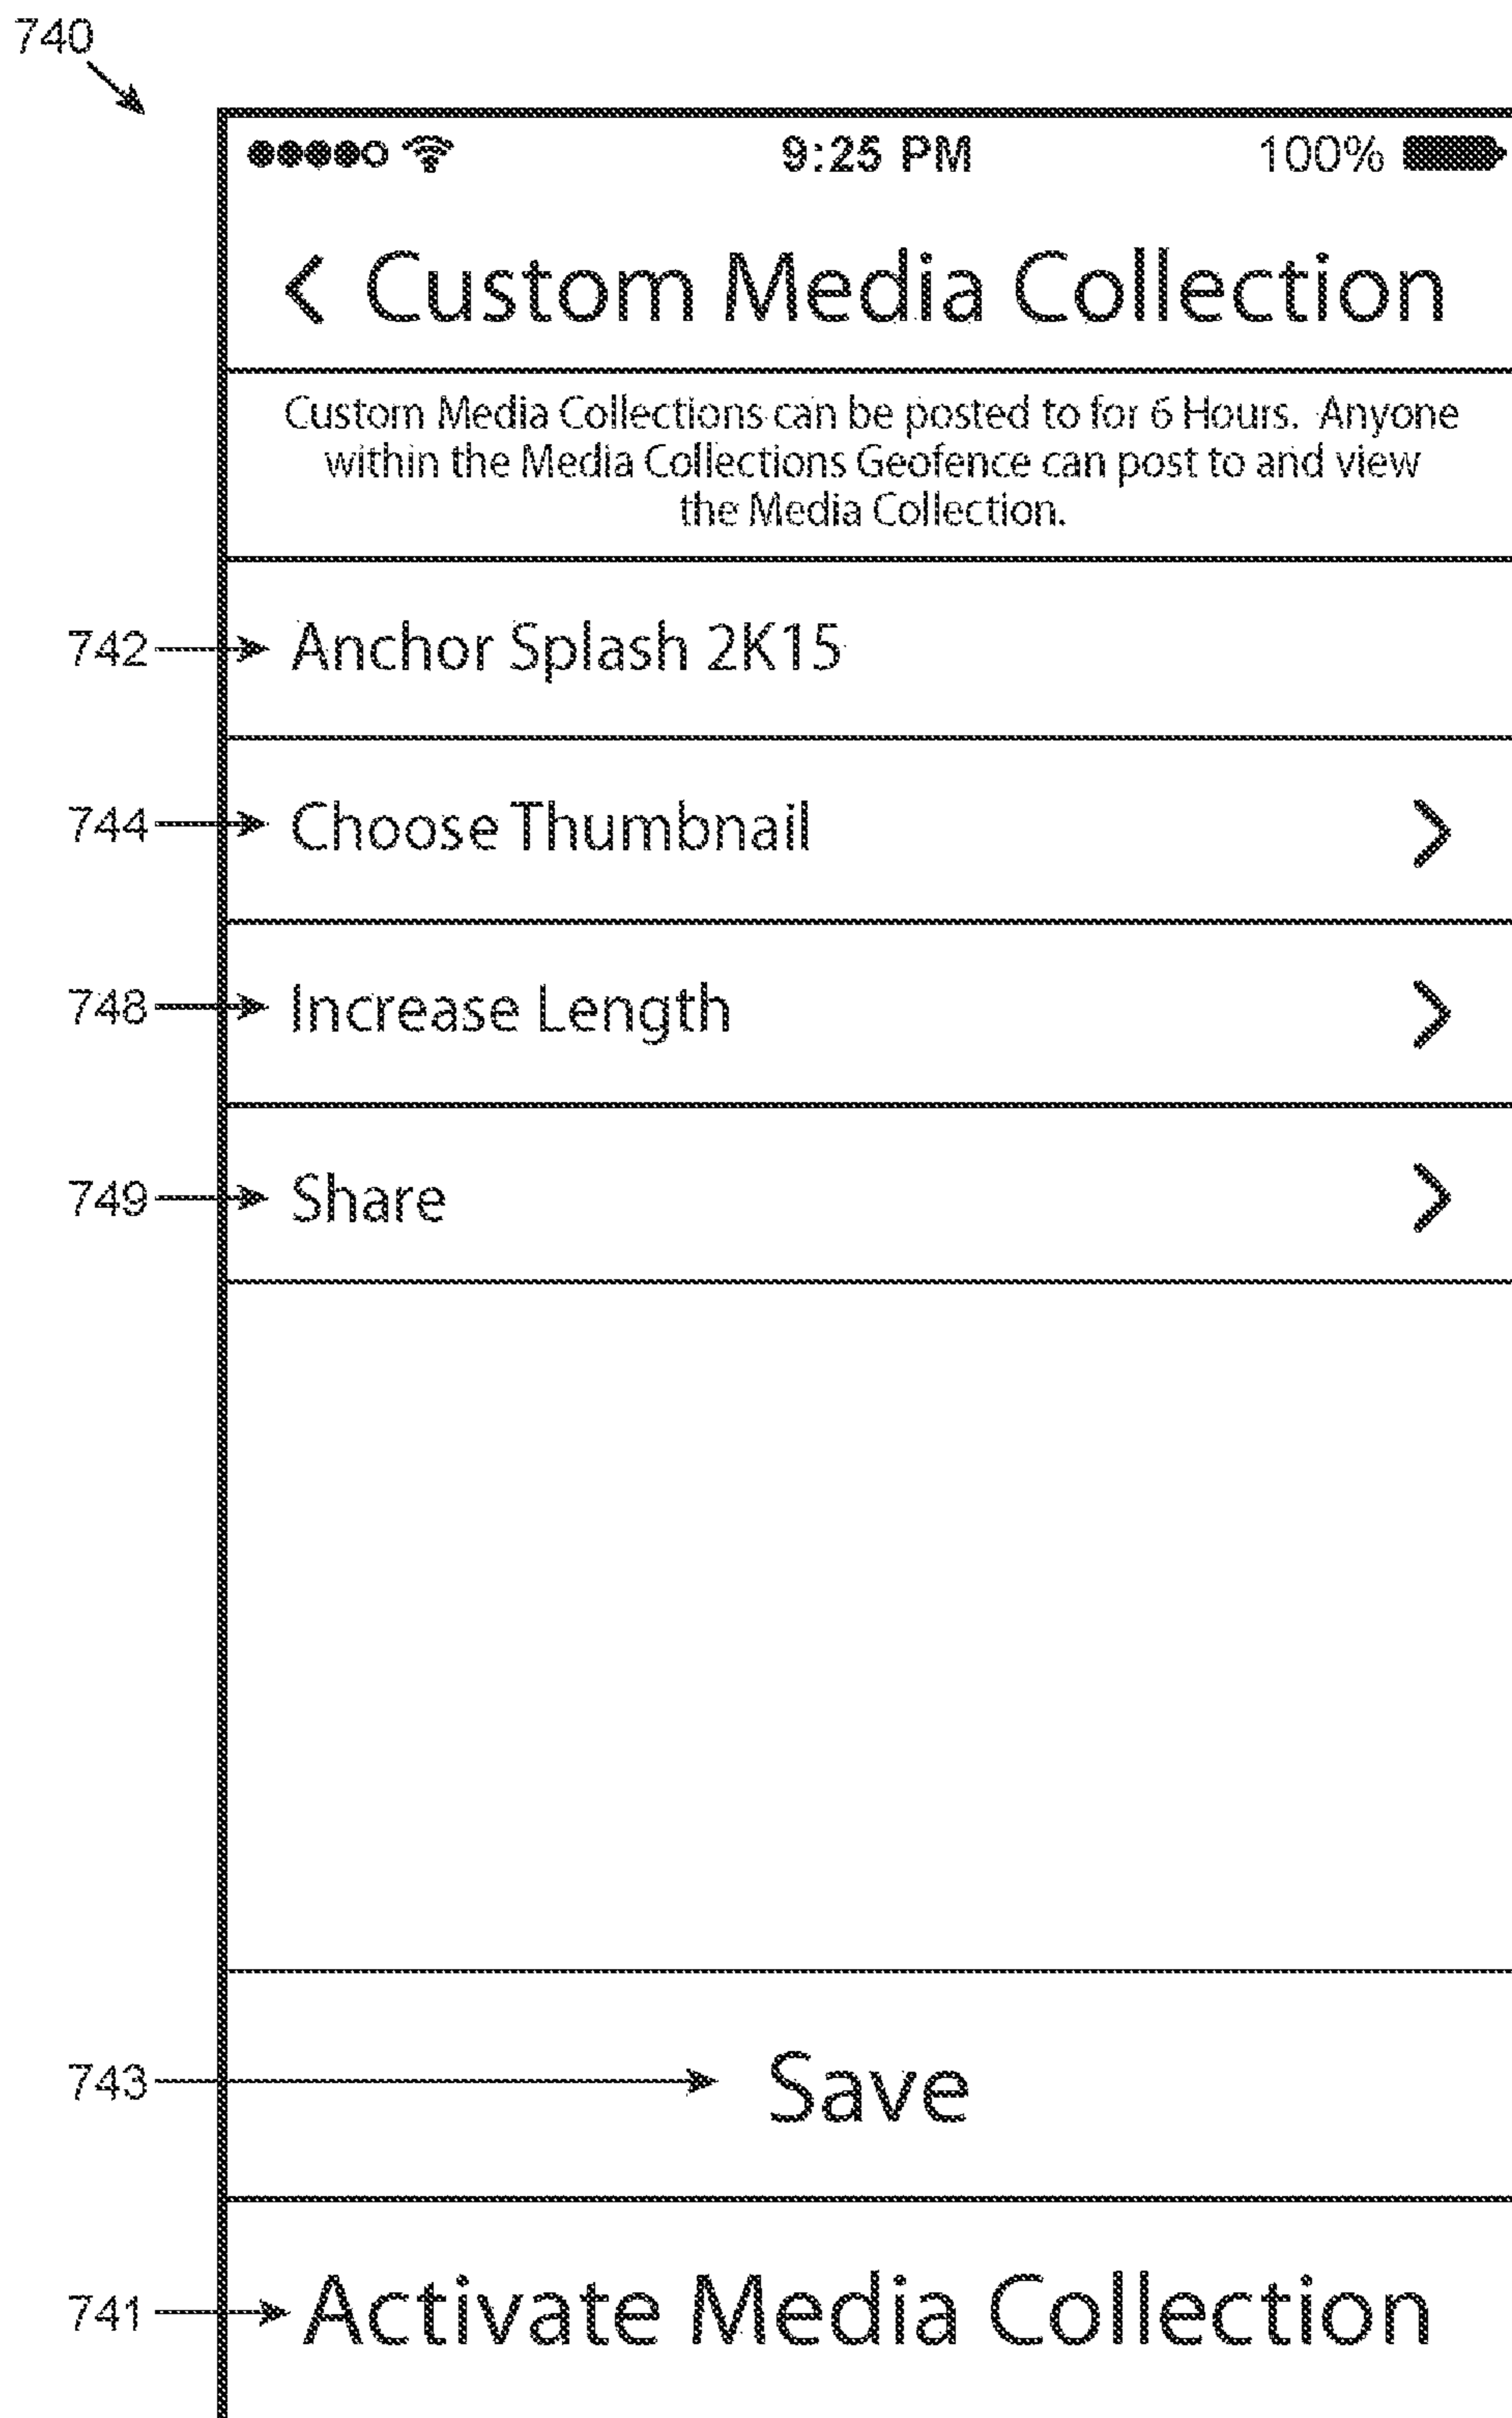 740
9:25 PM 100%
< Custom Media Collection
Custom Media Collections can be posted to for 6 Hours. Anyone
within the Media Collections Geofence can post to and view
the Media Collection.
742 Anchor Splash 2K15
744 Choose Thumbnail >
748 Increase Length >
749 Share >
743 Save
741 Activate Media Collection